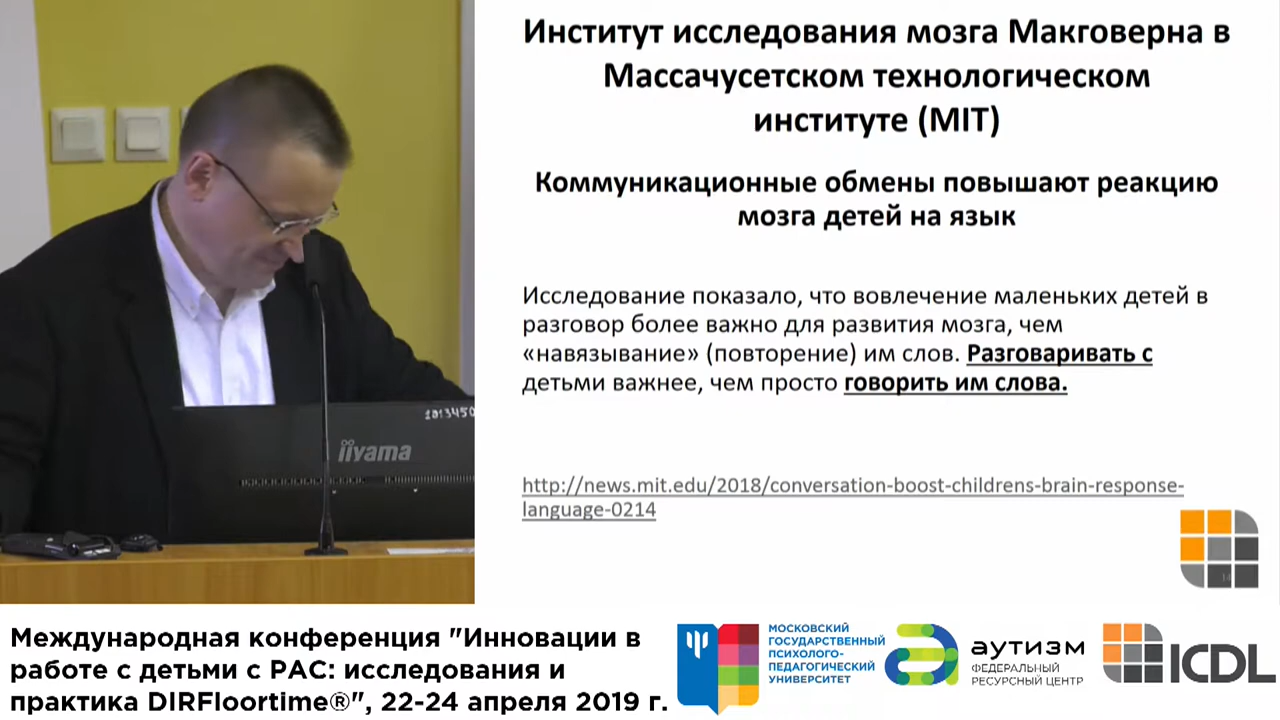 Институт исследования мозга Макговерна в
Массачусетском технологическом
институте (MIT)
Коммуникационные обмены повышают реакцию
мозга детей на язык
Исследование показало, что вовлечение маленьких детей в
разговор более важно для развития мозга, чем
«навязывание» (повторение) им слов. Разговаривать с
детьми важнее, чем просто говорить им слова.
http://news.mit.edu/2018/conversation-boost-childrens-brain-response-
language-0214
14
1013450
iiyama
Международная конференция "Инновации в
работе с детьми с РАС: исследования и
практика DIRFloortime®", 22-24 апреля 2019 г.
МОСКОВСКИЙ
ГОСУДАРСТВЕННЫЙ
ПСИХОЛОГО-
ПЕДАГОГИЧЕСКИЙ
УНИВЕРСИТЕТ
аутизм
ФЕДЕРАЛЬНЫЙ
РЕСУРСНЫЙ ЦЕНТР
ICDL